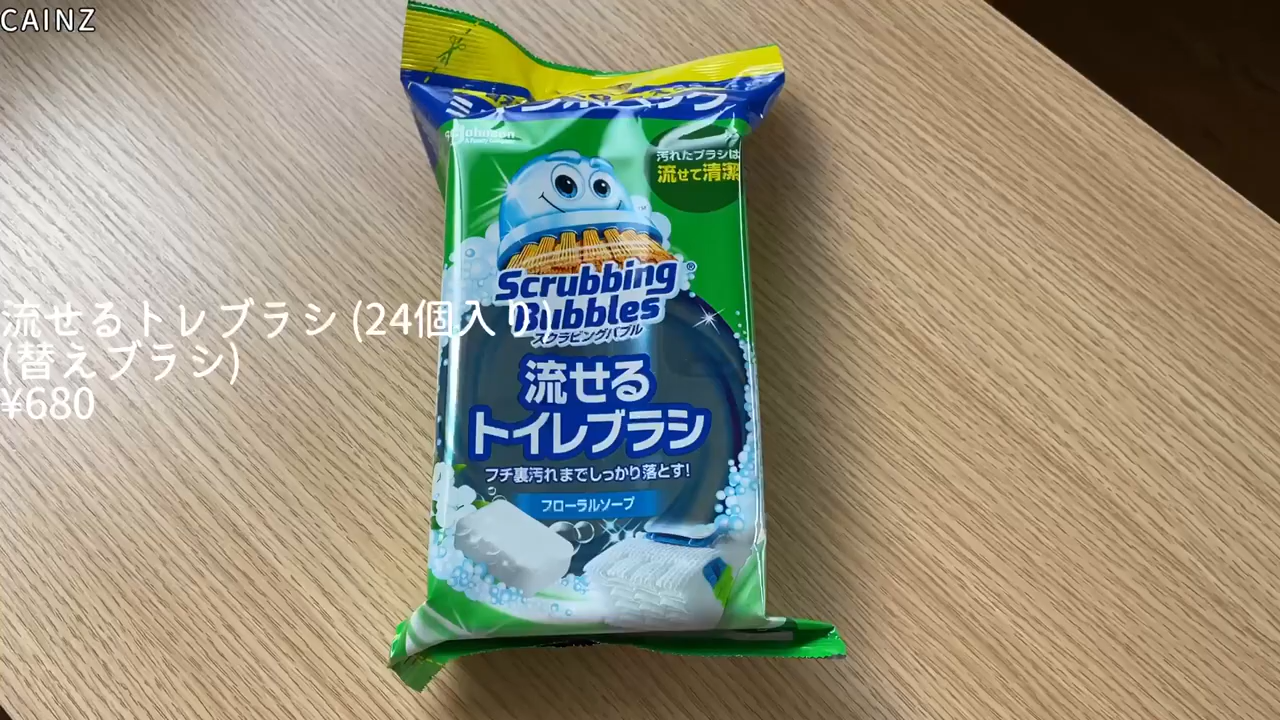 CAINZ
Johnson
汚れたブラシは
流せて清潔
Scrubbing
Bubbles®
スクラビングバブル
流せるトレブラシ (24個入り)
(替えブラシ)
¥680
流せる
トイレブラシ
フチ裏汚れまでしっかり落とす!
フローラルソープ